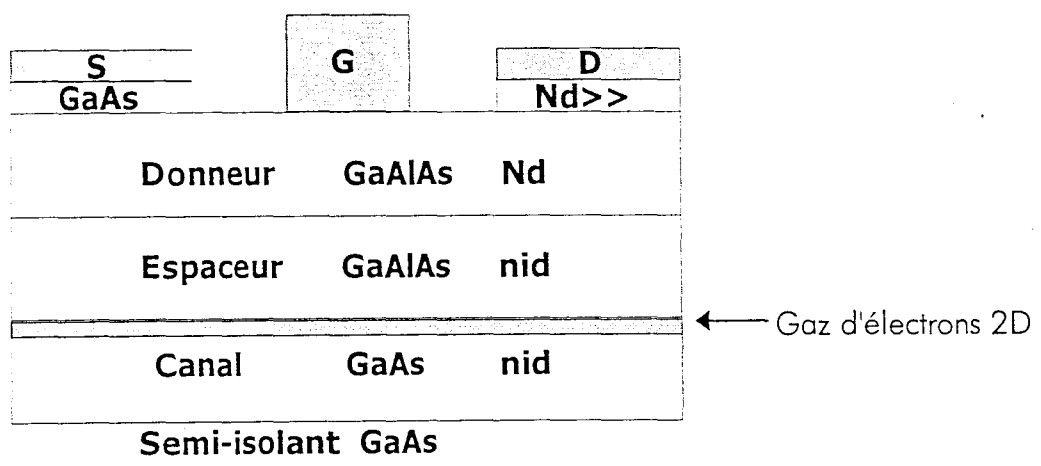 S G D
GaAs Nd>>
Donneur GaAlAs Nd
Espaceur GaAlAs nid
Gaz d'électrons 2D
Canal GaAs nid
Semi-isolant GaAs